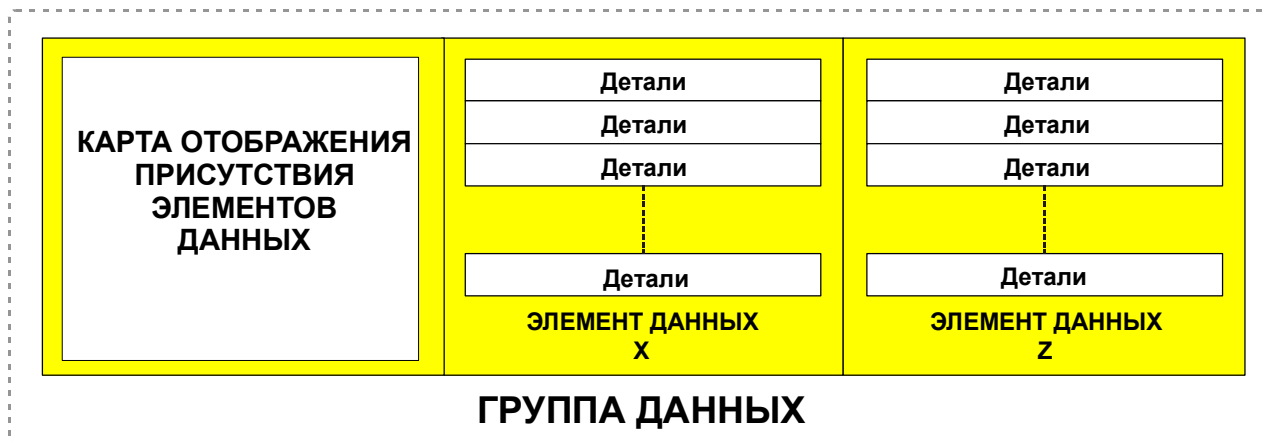 КАРТА ОТОБРАЖЕНИЯ
ПРИСУТСТВИЯ
ЭЛЕМЕНТОВ
ДАННЫХ
Детали
Детали
Детали
Детали
ЭЛЕМЕНТ ДАННЫХ
X
Детали
Детали
Детали
Детали
ЭЛЕМЕНТ ДАННЫХ
Z
ГРУППА ДАННЫХ